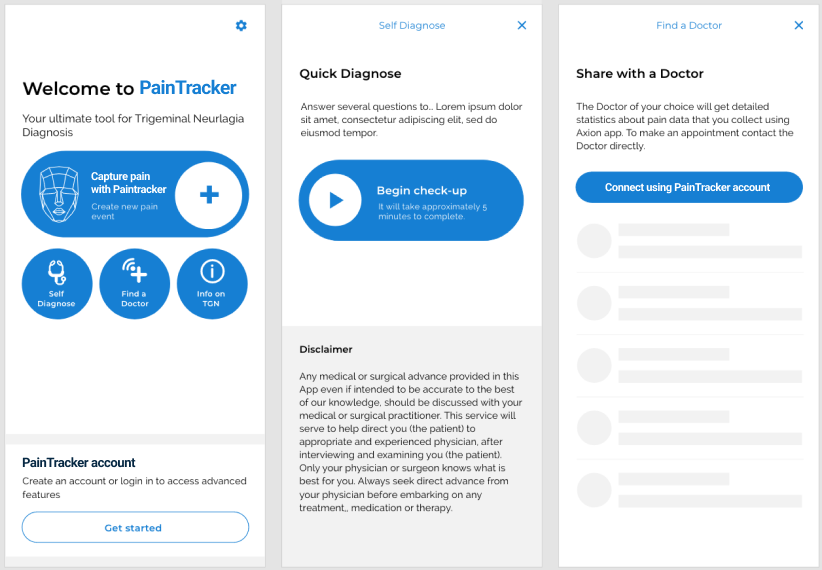 Welcome to PainTracker
Your ultimate tool for Trigeminal Neurlagia
Diagnosis
Capture pain
with Paintracker
Create new pain
event
Self
Diagnose
Find a
Doctor
Info on
TGN
PainTracker account
Create an account or login in to access advanced
features
Get started
Self Diagnose
Quick Diagnose
Answer several questions to... Lorem ipsum dolor
sit amet, consectetur adipiscing elit, sed do
eiusmod tempor.
Begin check-up
It will take approximately 5
minutes to complete.
Disclaimer
Any medical or surgical advance provided in this
App even if intended to be accurate to the best
of our knowledge, should be discussed with your
medical or surgical practitioner. This service will
serve to help direct you (the patient) to
appropriate and experienced physician, after
interviewing and examining you (the patient).
Only your physician or surgeon knows what is
best for you. Always seek direct advance from
your physician before embarking on any
treatment,, medication or therapy.
Find a Doctor
Share with a Doctor
The Doctor of your choice will get detailed
statistics about pain data that you collect using
Axion app. To make an appointment contact the
Doctor directly.
Connect using PainTracker account